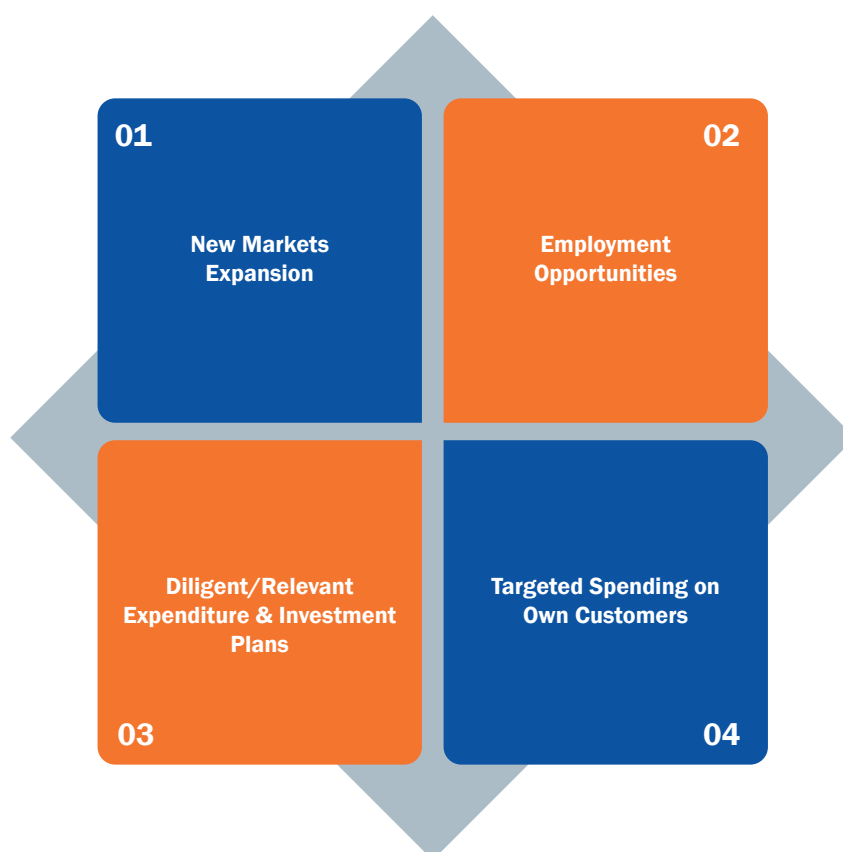 01
New Markets
Expansion
02
Employment
Opportunities
Diligent/Relevant
Expenditure & Investment
Plans
03
Targeted Spending on
Own Customers
04